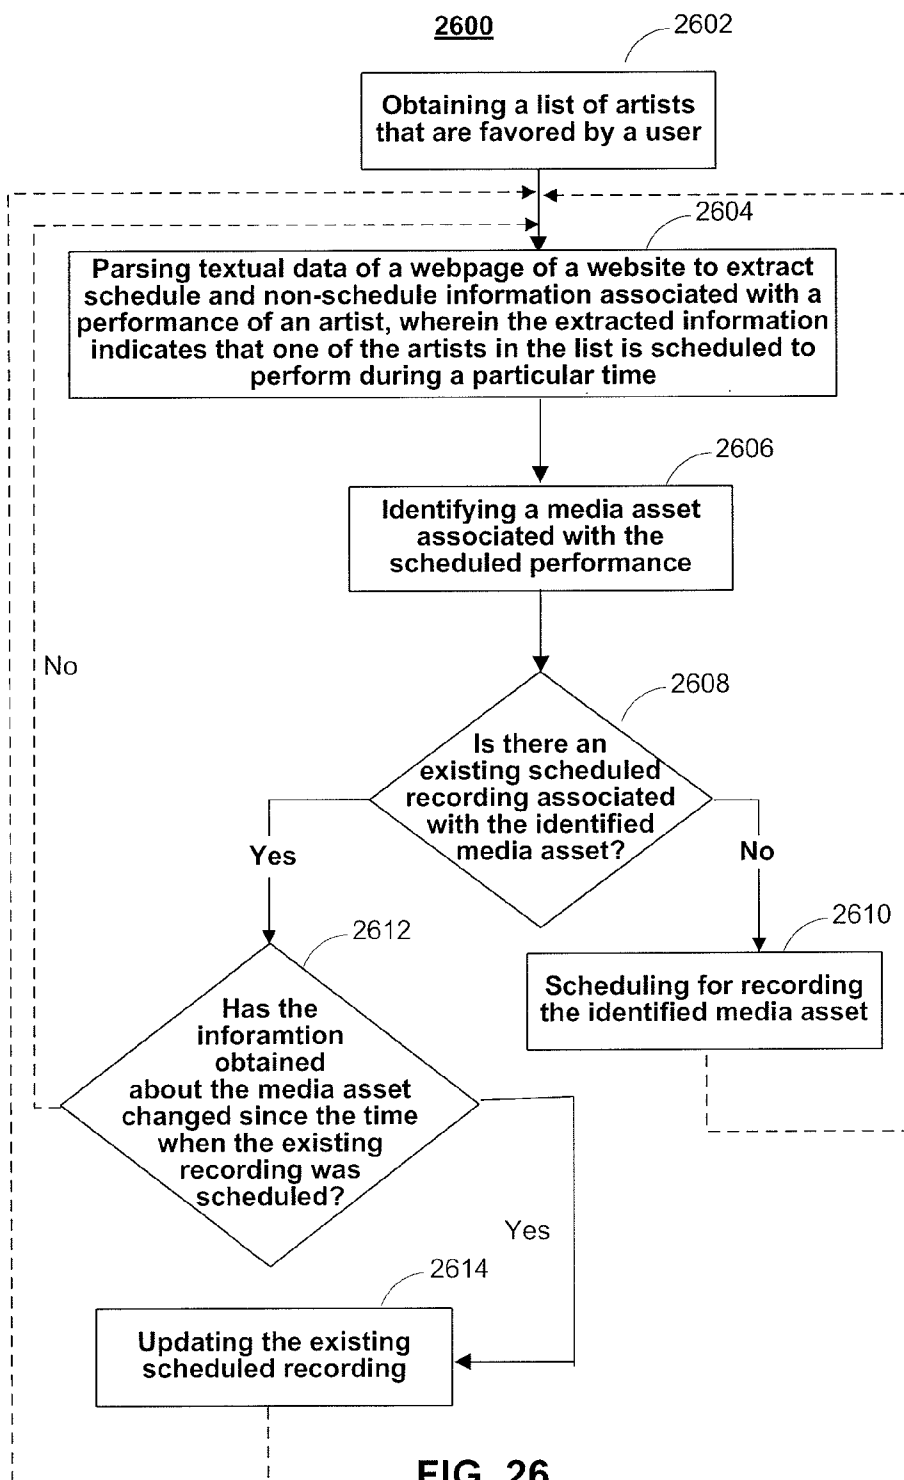 2600
2602
Obtaining a list of artists
that are favored by a user
2604
Parsing textual data of a webpage of a website to extract
schedule and non-schedule information associated with a
performance of an artist, wherein the extracted information
indicates that one of the artists in the list is scheduled to
perform during a particular time
2606
Identifying a media asset
associated with the
scheduled performance
No
2608
Is there an
existing scheduled
recording associated
with the identified
media asset?
Yes
No
2610
Scheduling for recording
the identified media asset
2612
Has the
inforamtion
obtained
about the media asset
changed since the time
when the existing
recording was
scheduled?
Yes
2614
Updating the existing
scheduled recording
FIG. 26